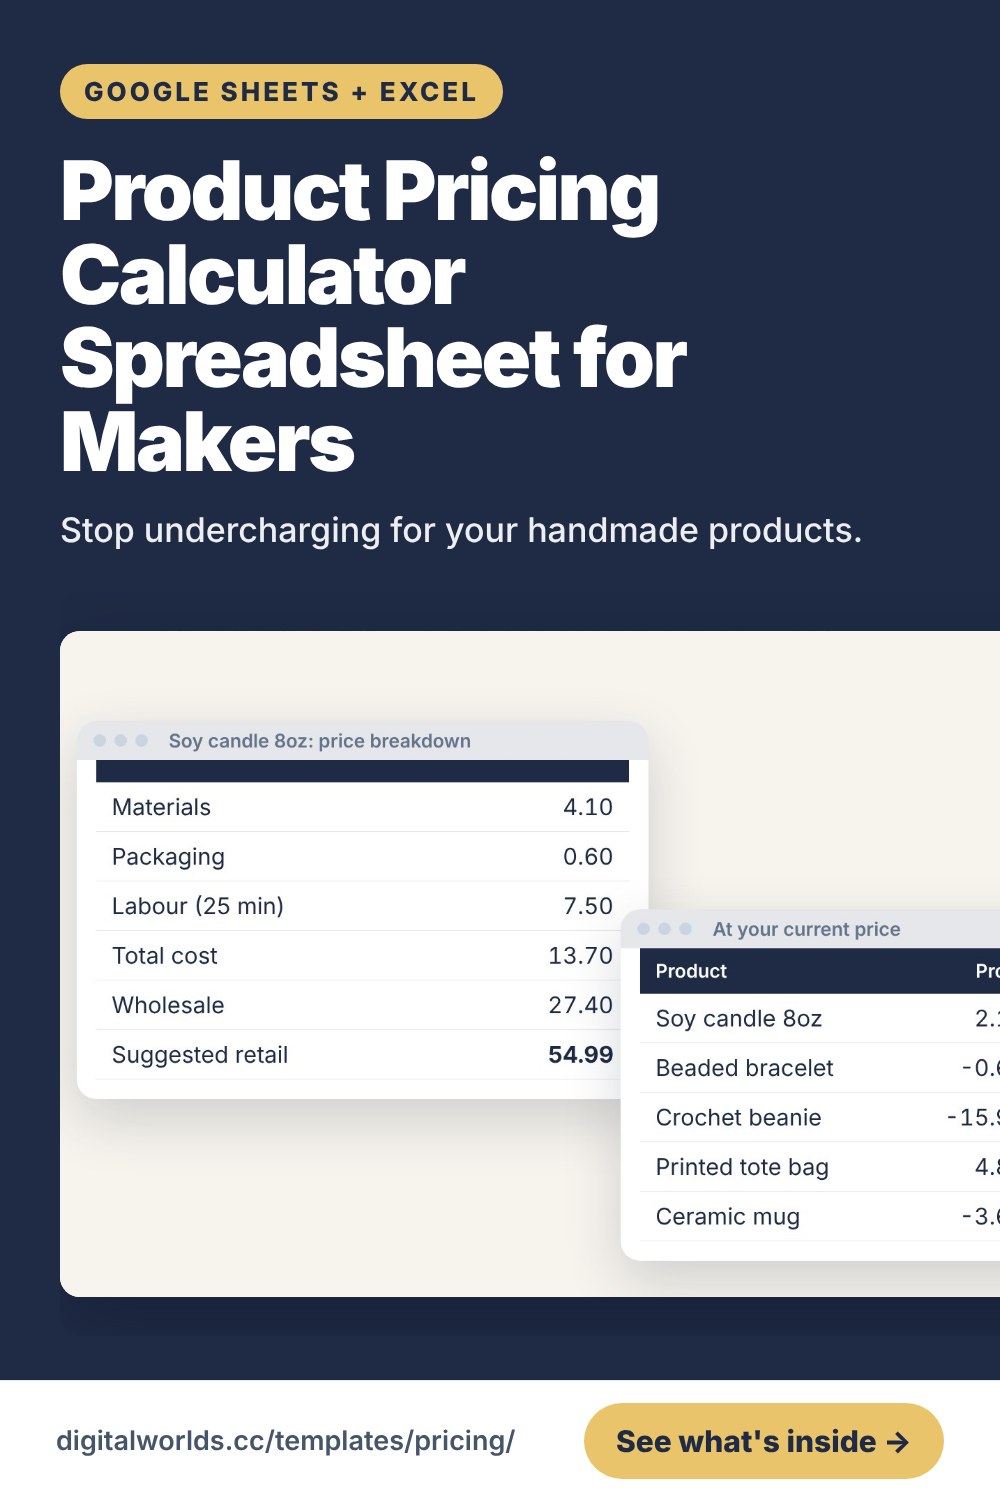 GOOGLE SHEETS + EXCEL
Product Pricing
Calculator
Spreadsheet for
Makers
Stop undercharging for your handmade products.
Soy candle 8oz: price breakdown
Materials 4.10
Packaging 0.60
Labour (25 min) 7.50
Total cost 13.70
Wholesale 27.40
Suggested retail 54.99
At your current price
Product
Soy candle 8oz
Beaded bracelet
Crochet beanie
Printed tote bag
Ceramic mug
digitalworlds.cc/templates/pricing/
See what's inside →